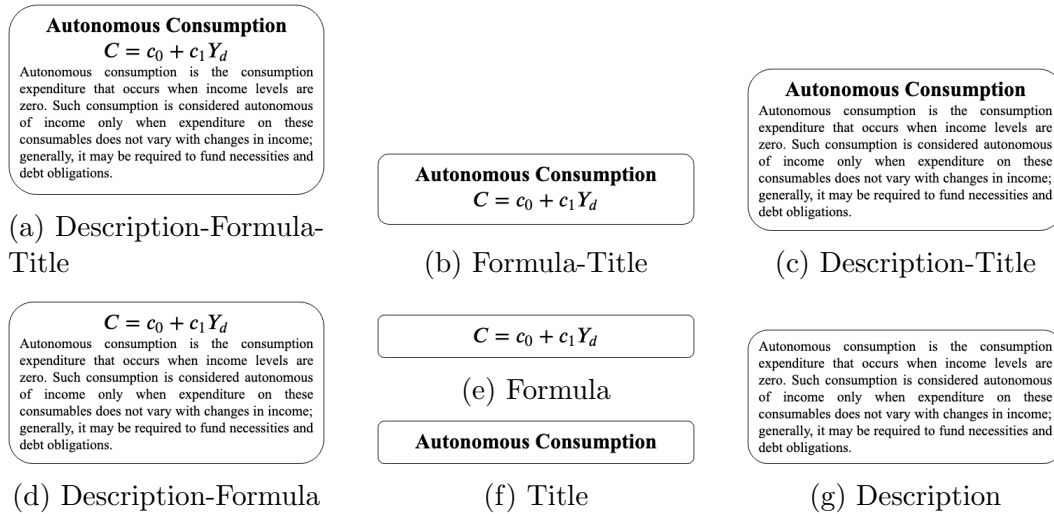 Autonomous Consumption
C = c₀ + c₁Y_d
Autonomous consumption is the consumption
expenditure that occurs when income levels are
zero. Such consumption is considered autonomous
of income only when expenditure on these
consumables does not vary with changes in income;
generally, it may be required to fund necessities and
debt obligations.
(a) Description-Formula-
Title
Autonomous Consumption
C = c₀ + c₁Y_d
(b) Formula-Title
Autonomous Consumption
Autonomous consumption is the consumption
expenditure that occurs when income levels are
zero. Such consumption is considered autonomous
of income only when expenditure on these
consumables does not vary with changes in income;
generally, it may be required to fund necessities and
debt obligations.
(c) Description-Title
C = c₀ + c₁Y_d
Autonomous consumption is the consumption
expenditure that occurs when income levels are
zero. Such consumption is considered autonomous
of income only when expenditure on these
consumables does not vary with changes in income;
generally, it may be required to fund necessities and
debt obligations.
(d) Description-Formula
C = c₀ + c₁Y_d
(e) Formula
Autonomous Consumption
(f) Title
Autonomous consumption is the consumption
expenditure that occurs when income levels are
zero. Such consumption is considered autonomous
of income only when expenditure on these
consumables does not vary with changes in income;
generally, it may be required to fund necessities and
debt obligations.
(g) Description